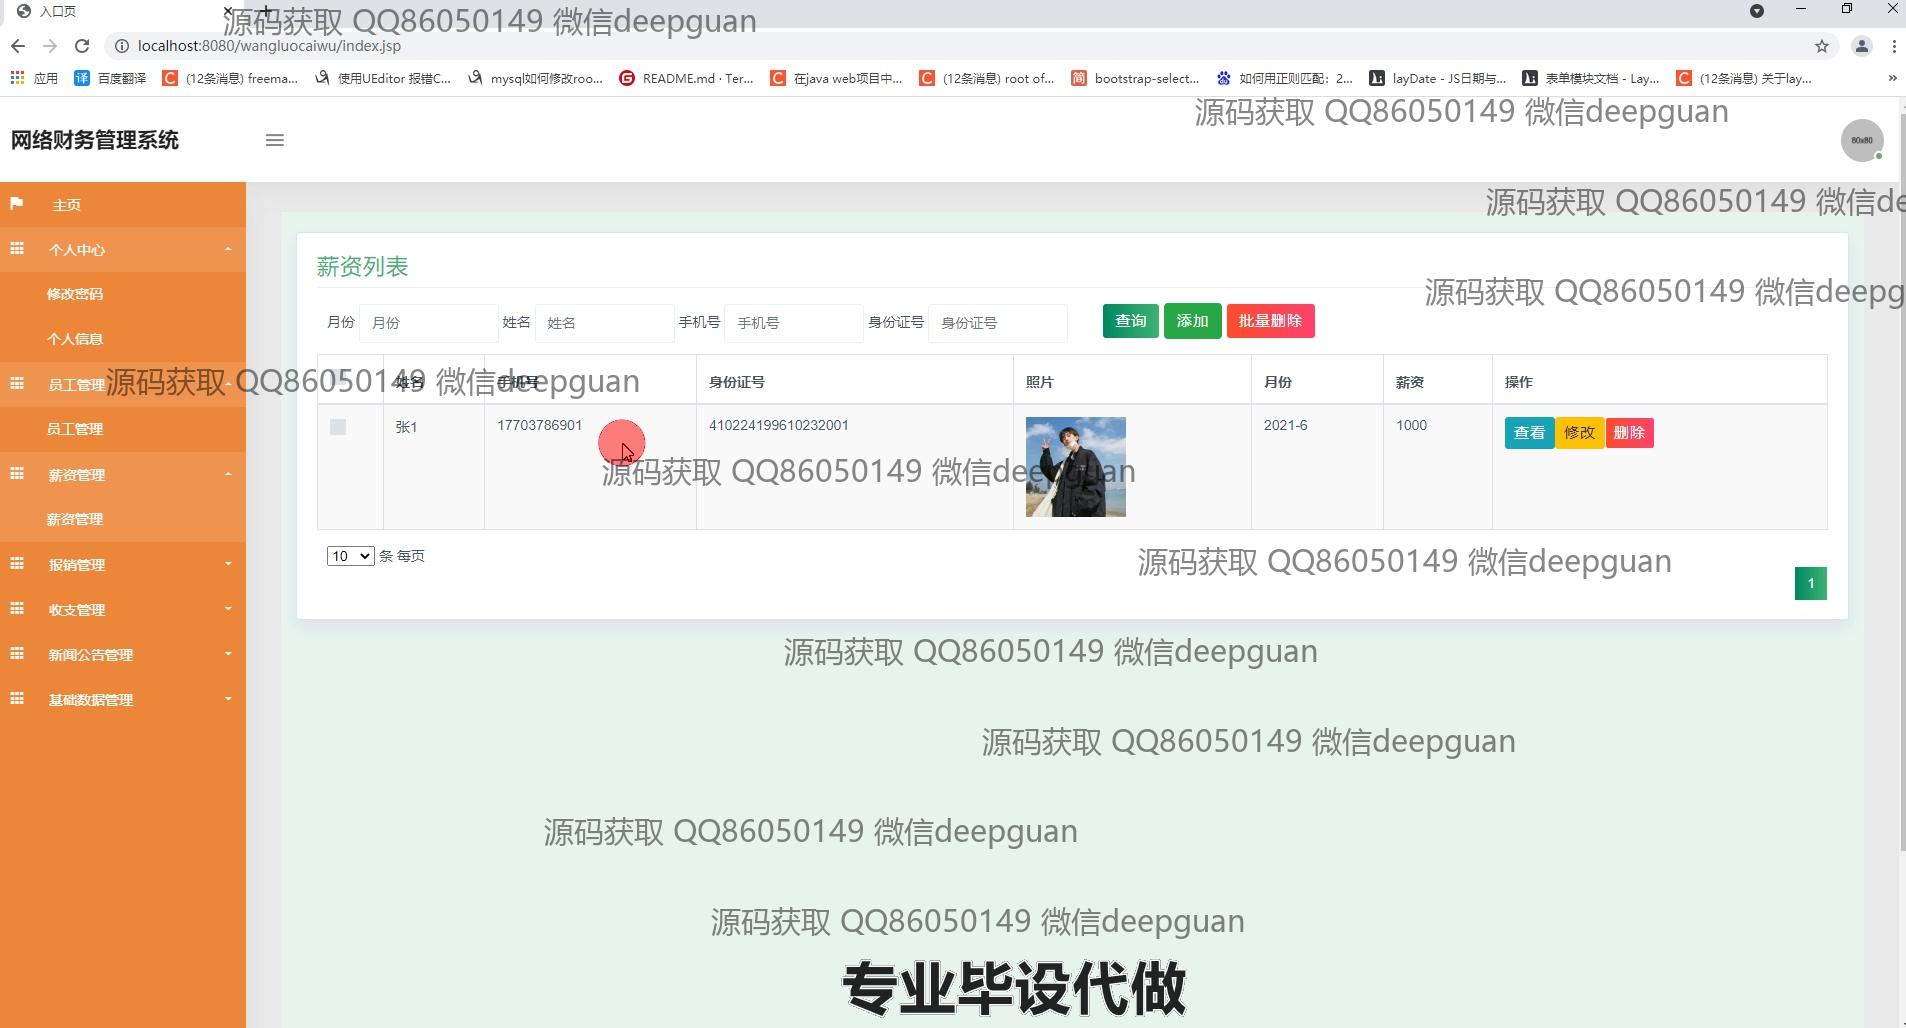 入口页
源码获取 QQ86050149 微信deepguan
localhost:8080/wangluocaiwu/index.jsp
应用 百度翻译 (12条消息) freema... 使用UEditor 报错C... mysql如何修改roo... README.md · Ter... 在java web项目中... (12条消息) root of... bootstrap-select... 如何用正则匹配：2... layDate - JS日期与... 表单模块文档 - Lay... (12条消息) 关于lay... »
源码获取 QQ86050149 微信deepguan
网络财务管理系统
80x80
主页
源码获取 QQ86050149 微信de
个人中心
薪资列表
修改密码
源码获取 QQ86050149 微信deepg
月份 月份 姓名 姓名 手机号 手机号 身份证号 身份证号 查询 添加 批量删除
个人信息
员工管理
源码获取 QQ86050149 微信deepguan
姓名 手机号 身份证号 照片 月份 薪资 操作
员工管理
张1 17703786901 410224199610232001 2021-6 1000 查看 修改 删除
源码获取 QQ86050149 微信deepguan
薪资管理
薪资管理
10 条 每页
源码获取 QQ86050149 微信deepguan
报销管理
1
收支管理
源码获取 QQ86050149 微信deepguan
新闻公告管理
基础数据管理
源码获取 QQ86050149 微信deepguan
源码获取 QQ86050149 微信deepguan
源码获取 QQ86050149 微信deepguan
专业毕设代做